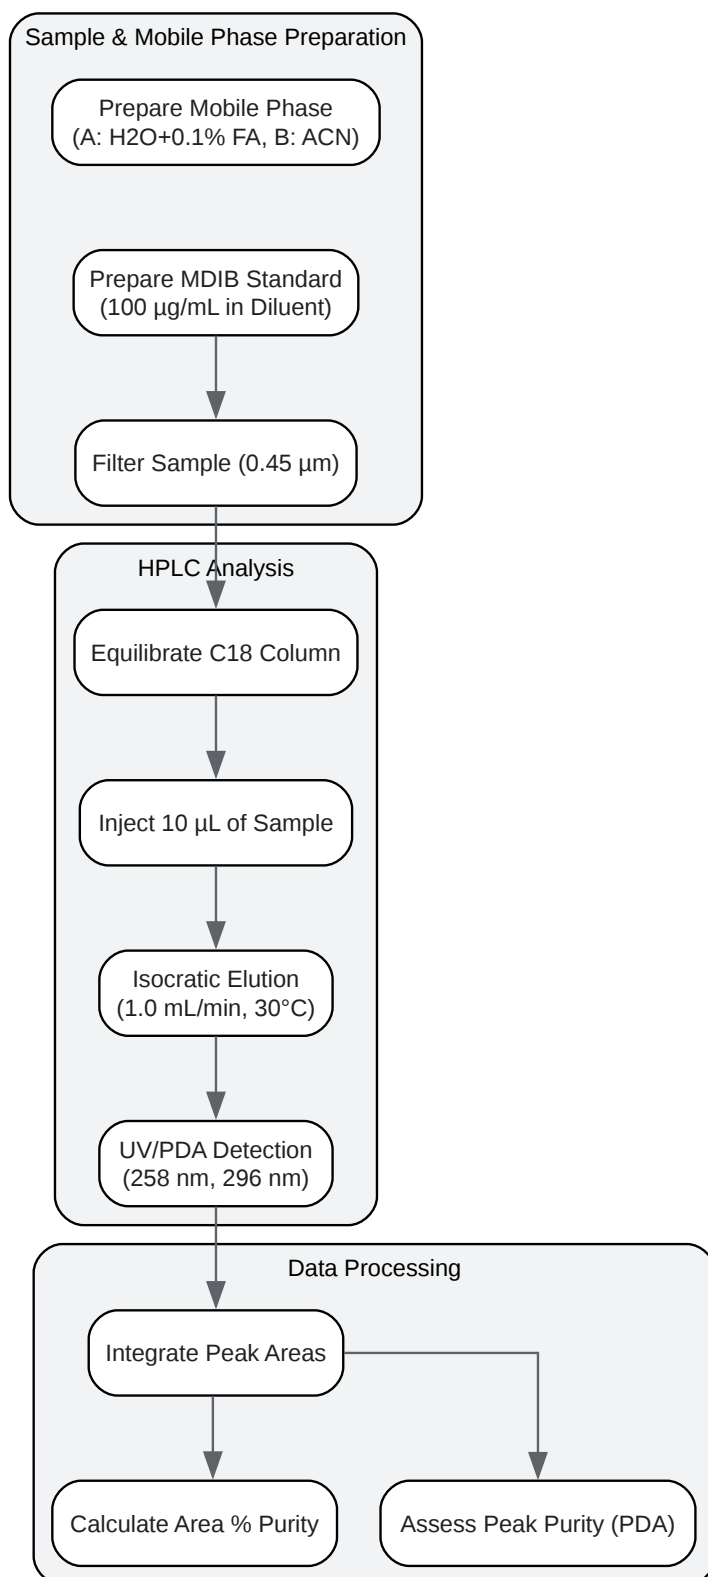 Sample & Mobile Phase Preparation
Prepare Mobile Phase
(A: H2O+0.1% FA, B: ACN)
Prepare MDIB Standard
(100 µg/mL in Diluent)
Filter Sample (0.45 µm)
HPLC Analysis
Equilibrate C18 Column
Inject 10 µL of Sample
Isocratic Elution
(1.0 mL/min, 30°C)
UV/PDA Detection
(258 nm, 296 nm)
Data Processing
Integrate Peak Areas
Calculate Area % Purity
Assess Peak Purity (PDA)